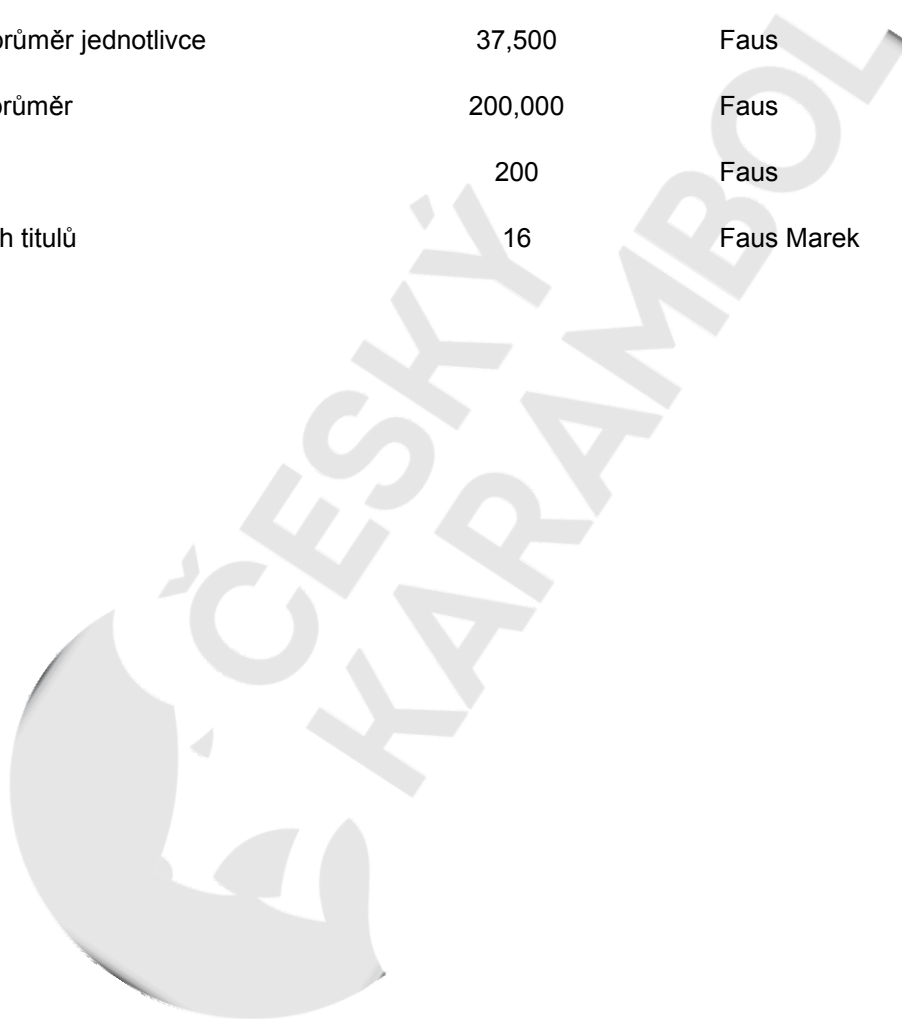 průměr jednotlivce 37,500 Faus
průměr 200,000 Faus
200 Faus
h titulů 16 Faus Marek
ČESKÝ
KARAMBOL